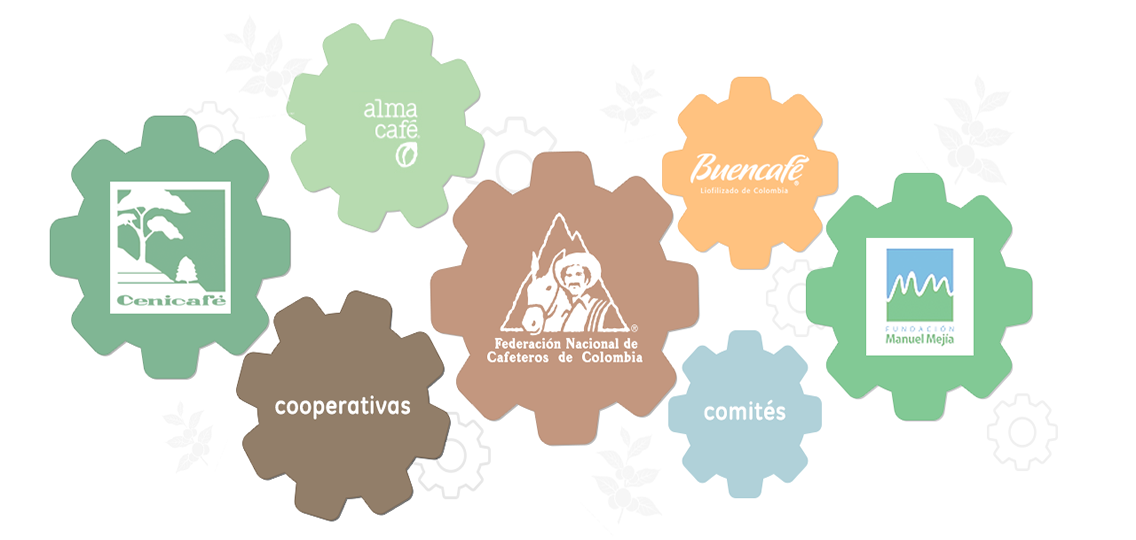 alma
café
Buencafé®
Liofilizado de Colombia
Cenicafé
®
Federación Nacional de
Cafeteros de Colombia
FUNDACIÓN
Manuel Mejía
cooperativas
comités